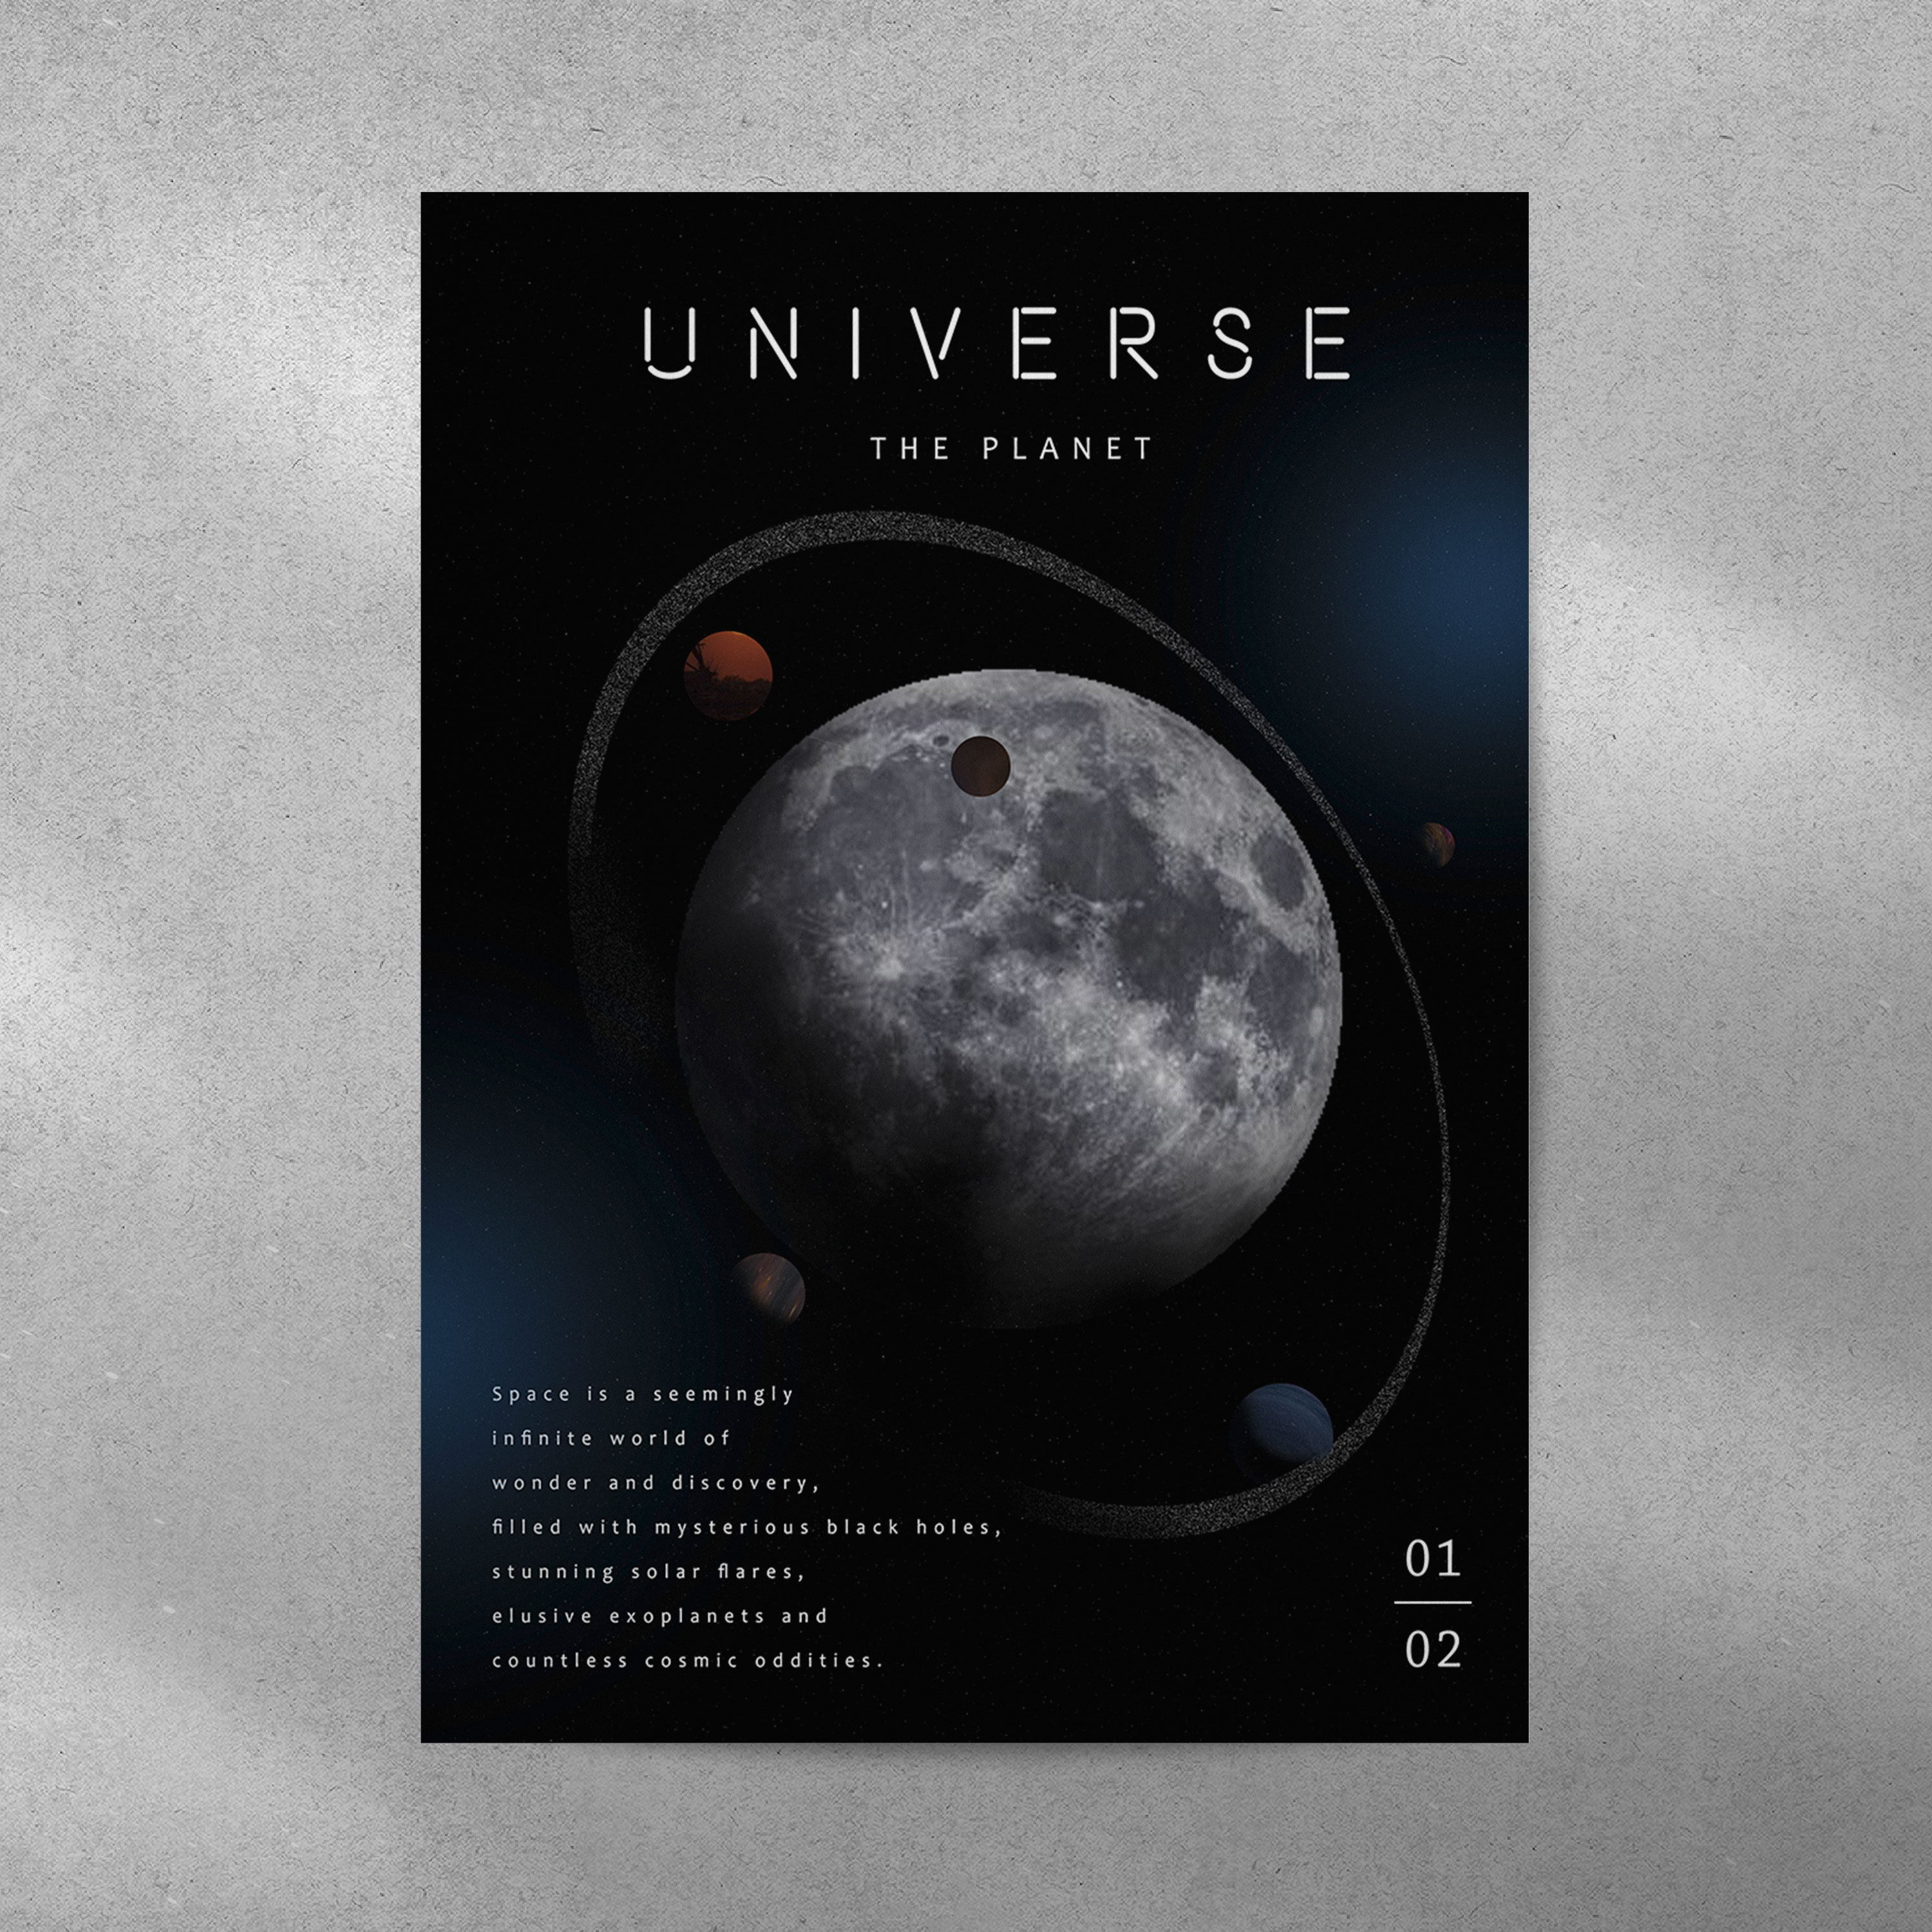 UNIVERSE
THE PLANET
Space is a seemingly
infinite world of
wonder and discovery,
filled with mysterious black holes,
stunning solar flares,
elusive exoplanets and
countless cosmic oddities.
01
02